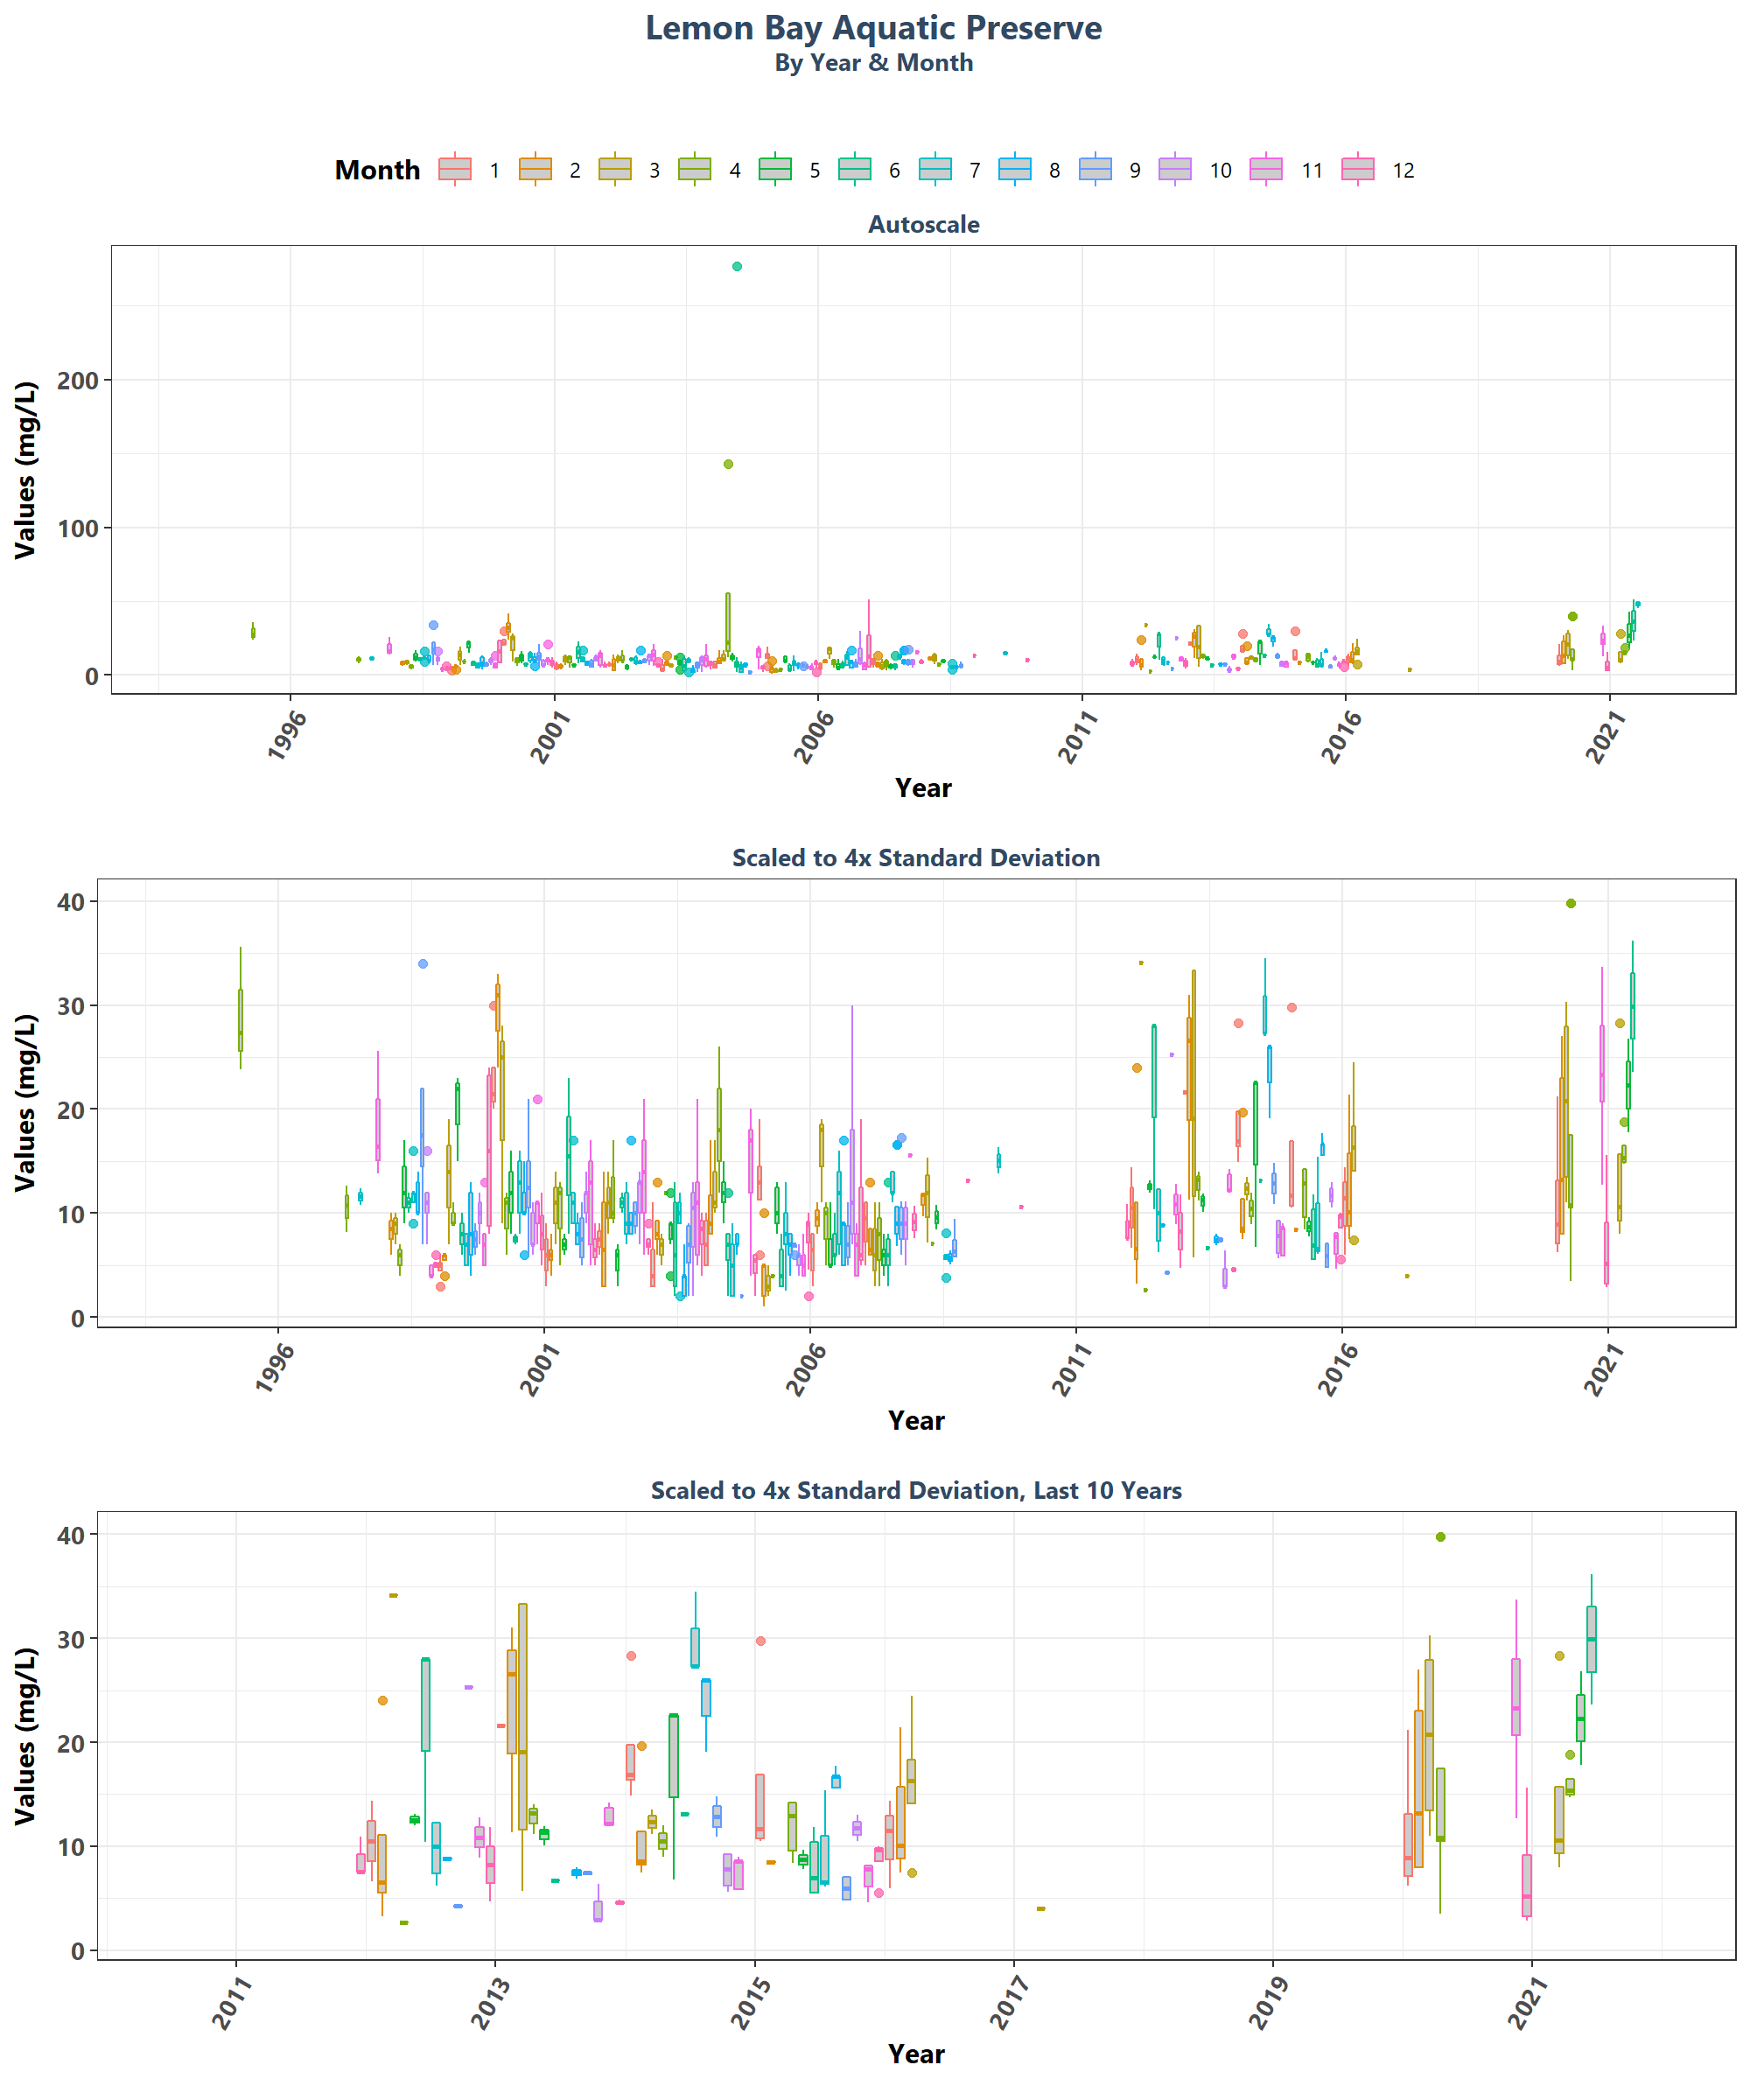 Lemon Bay Aquatic Preserve
By Year & Month
Month 1 2 3 4 5 6 7 8 9 10 11 12
Autoscale
Values (mg/L)
200
100
0
1996 2001 2006 2011 2016 2021
Year
Scaled to 4x Standard Deviation
Values (mg/L)
40
30
20
10
0
1996 2001 2006 2011 2016 2021
Year
Scaled to 4x Standard Deviation, Last 10 Years
Values (mg/L)
40
30
20
10
0
2011 2013 2015 2017 2019 2021
Year